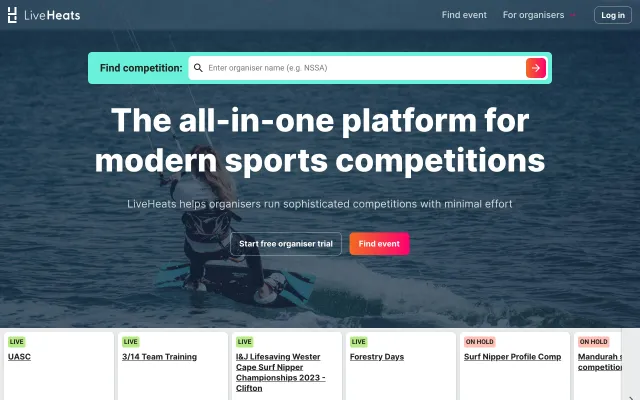 LiveHeats
Find event
For organisers
Log in
Find competition:
Enter organiser name (e.g. NSSA)
The all-in-one platform for
modern sports competitions
LiveHeats helps organisers run sophisticated competitions with minimal effort
Start free organiser trial
Find event
LIVE
UASC
LIVE
3/14 Team Training
LIVE
I&J Lifesaving Wester
Cape Surf Nipper
Championships 2023 -
Clifton
LIVE
Forestry Days
ON HOLD
Surf Nipper Profile Comp
ON HOLD
Mandurah s
competition